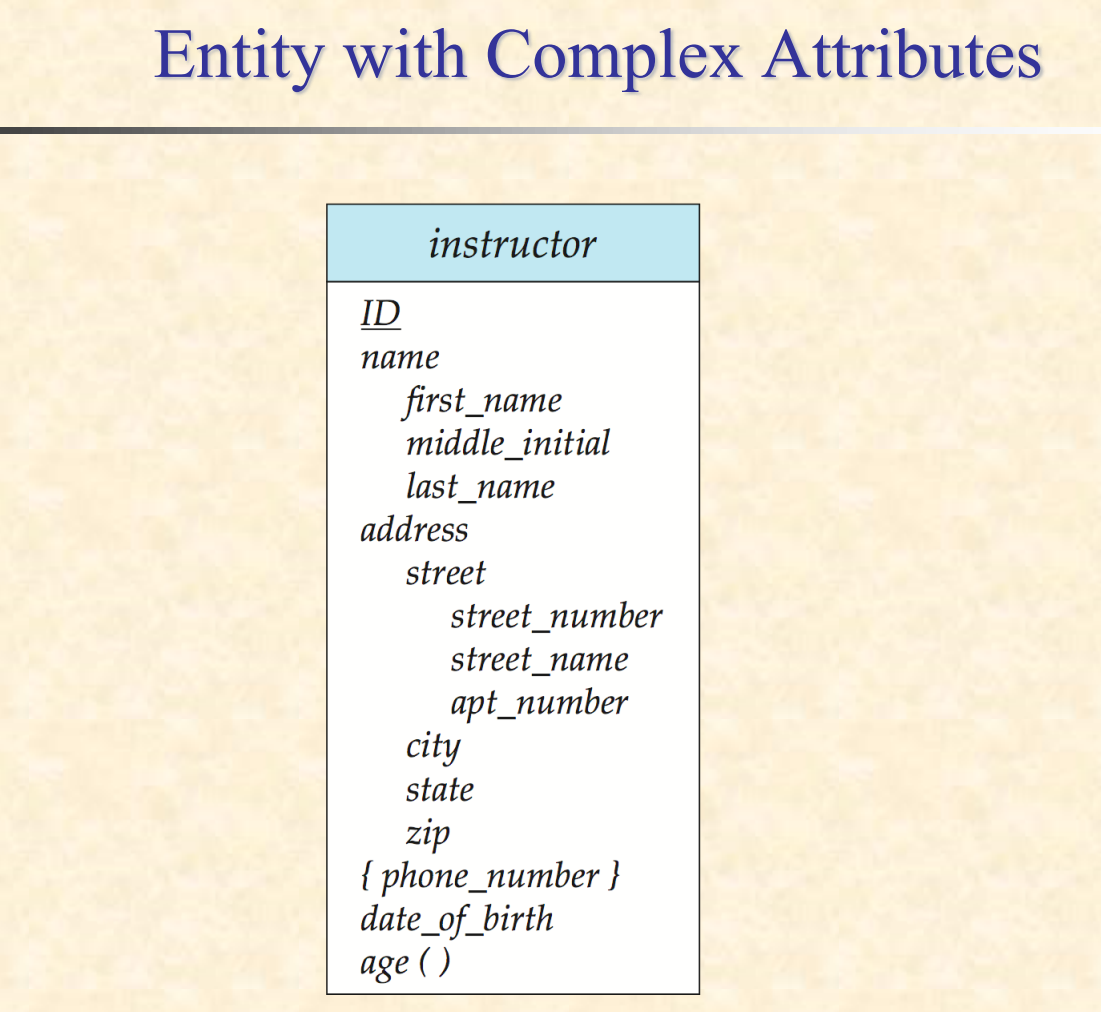 Entity with Complex Attributes
instructor
ID
name
first_name
middle_initial
last_name
address
street
street_number
street_name
apt_number
city
state
zip
{ phone_number }
date_of_birth
age ( )